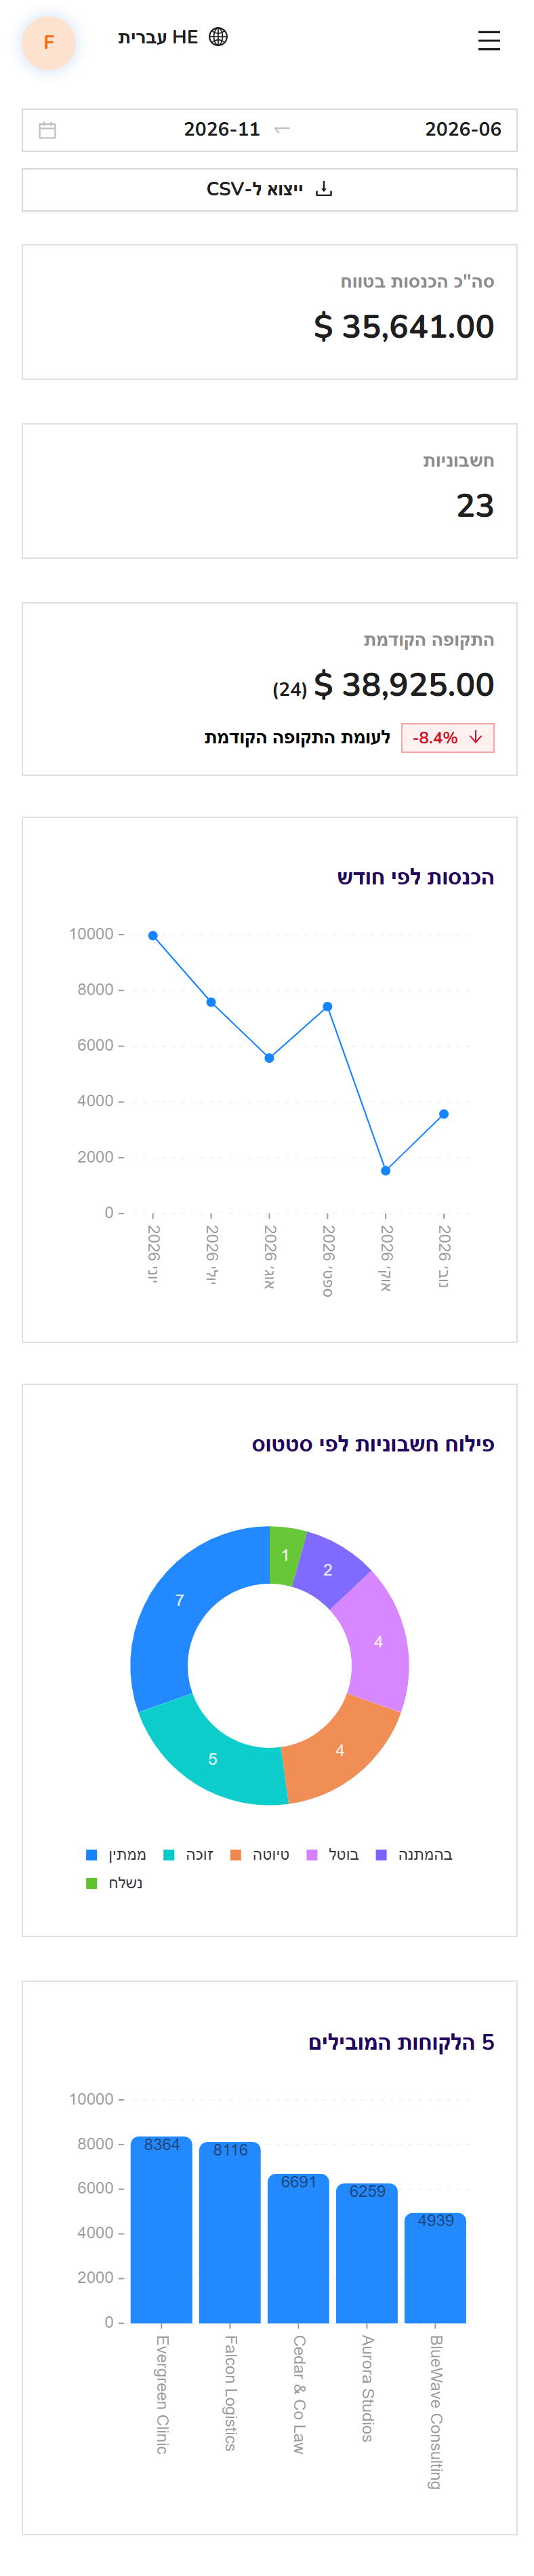 HE עברית
F
2026-06
2026-11
ייצוא ל-CSV
סה"כ הכנסות בטווח
$ 35,641.00
חשבוניות
23
התקופה הקודמת
$ 38,925.00 (24)
-8.4% לעומת התקופה הקודמת
הכנסות לפי חודש
10000
8000
6000
4000
2000
0
יוני 2026
יולי 2026
אוג׳ 2026
ספט׳ 2026
אוק׳ 2026
נוב׳ 2026
פילוח חשבוניות לפי סטטוס
1
2
4
4
5
7
ממתין
זוכה
טיוטה
בוטל
בהמתנה
נשלח
5 הלקוחות המובילים
10000
8000
6000
4000
2000
0
8364
8116
6691
6259
4939
Evergreen Clinic
Falcon Logistics
Cedar & Co Law
Aurora Studios
BlueWave Consulting